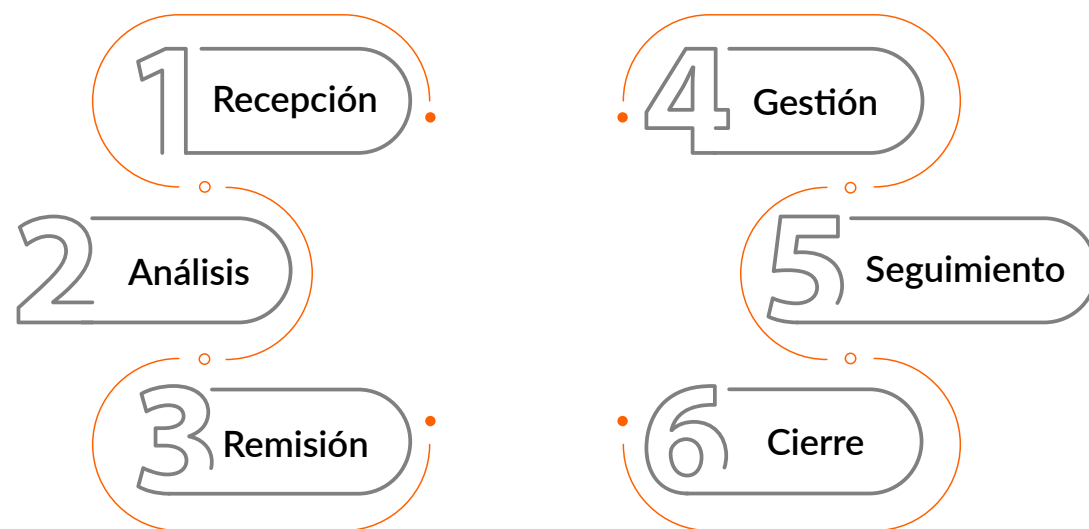 1 Recepción
2 Análisis
3 Remisión
4 Gestión
5 Seguimiento
6 Cierre